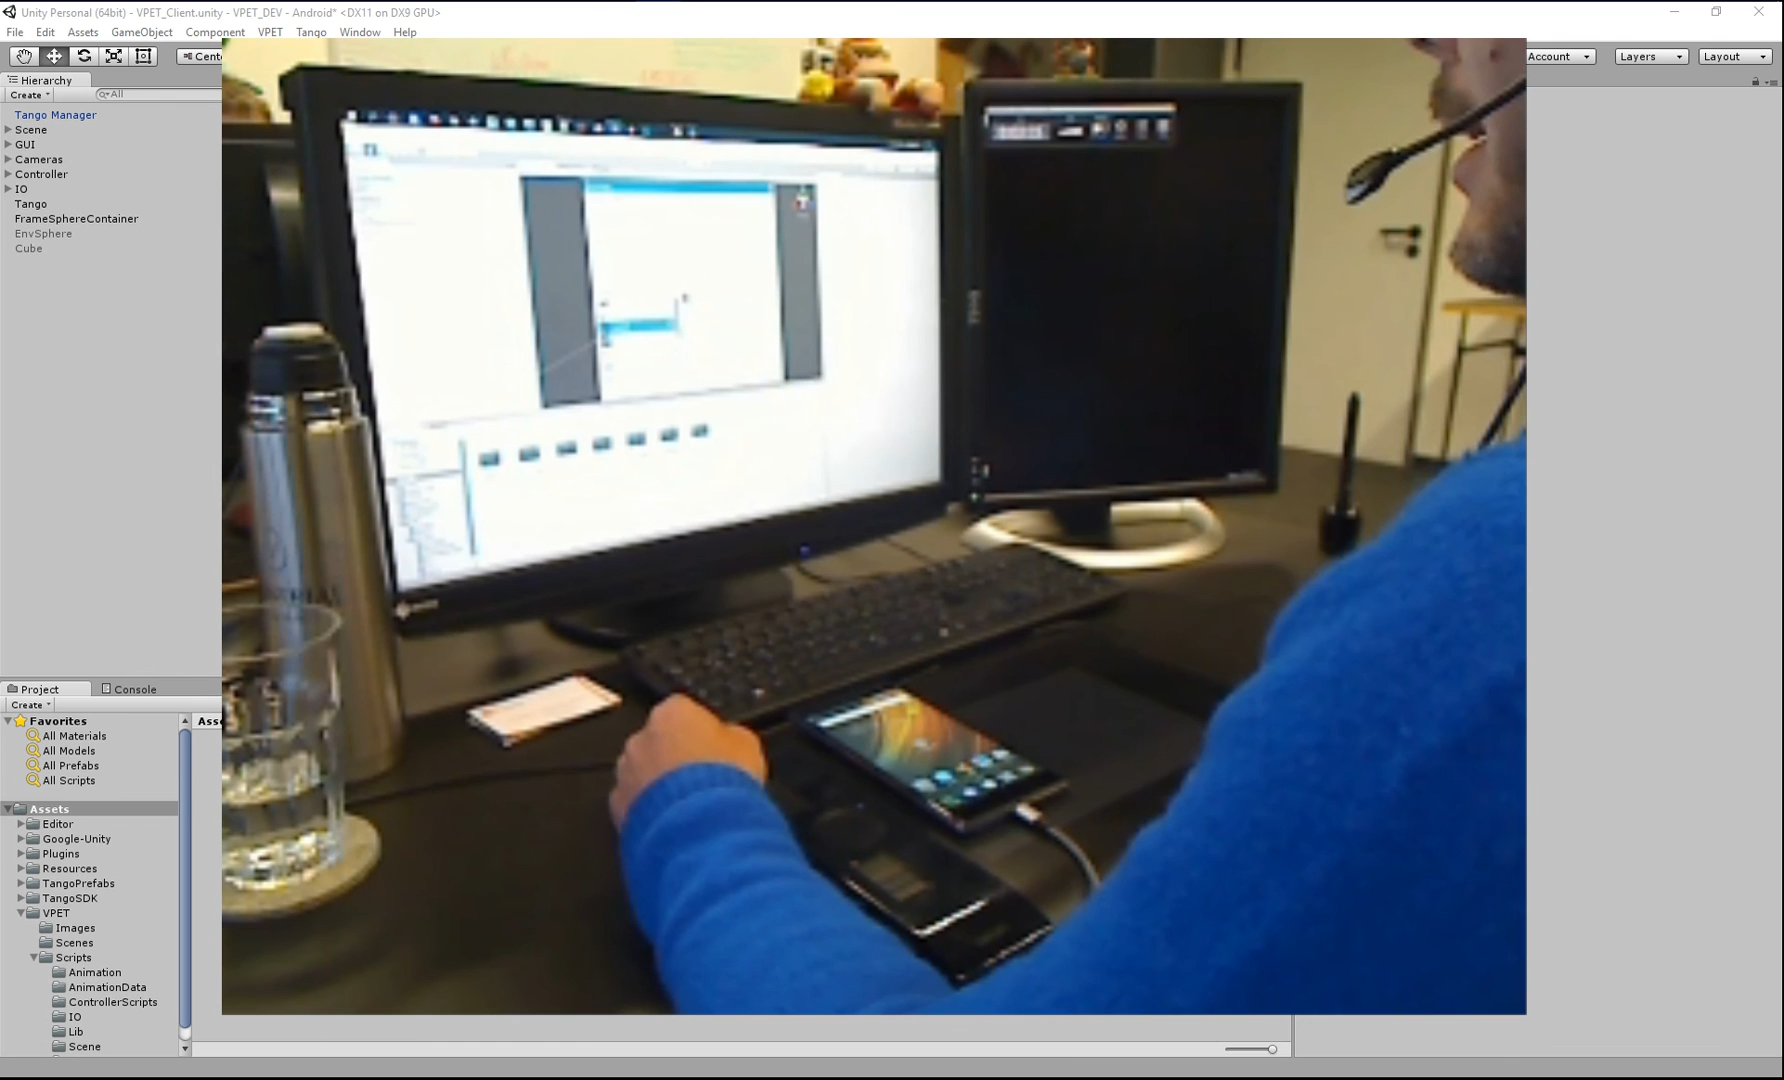 Unity Personal (64bit) - VPET_Client.unity - VPET_DEV - Android* <DX11 on DX9 GPU>
File Edit Assets GameObject Component VPET Tango Window Help
Account Layers Layout
Hierarchy
Create All
Tango Manager
Scene
GUI
Cameras
Controller
IO
Tango
FrameSphereContainer
EnvSphere
Cube
Project Console
Create
Favorites
All Materials
All Models
All Prefabs
All Scripts
Assets
Editor
Google-Unity
Plugins
Resources
TangoPrefabs
TangoSDK
VPET
Images
Scenes
Scripts
Animation
AnimationData
ControllerScripts
IO
Lib
Scene